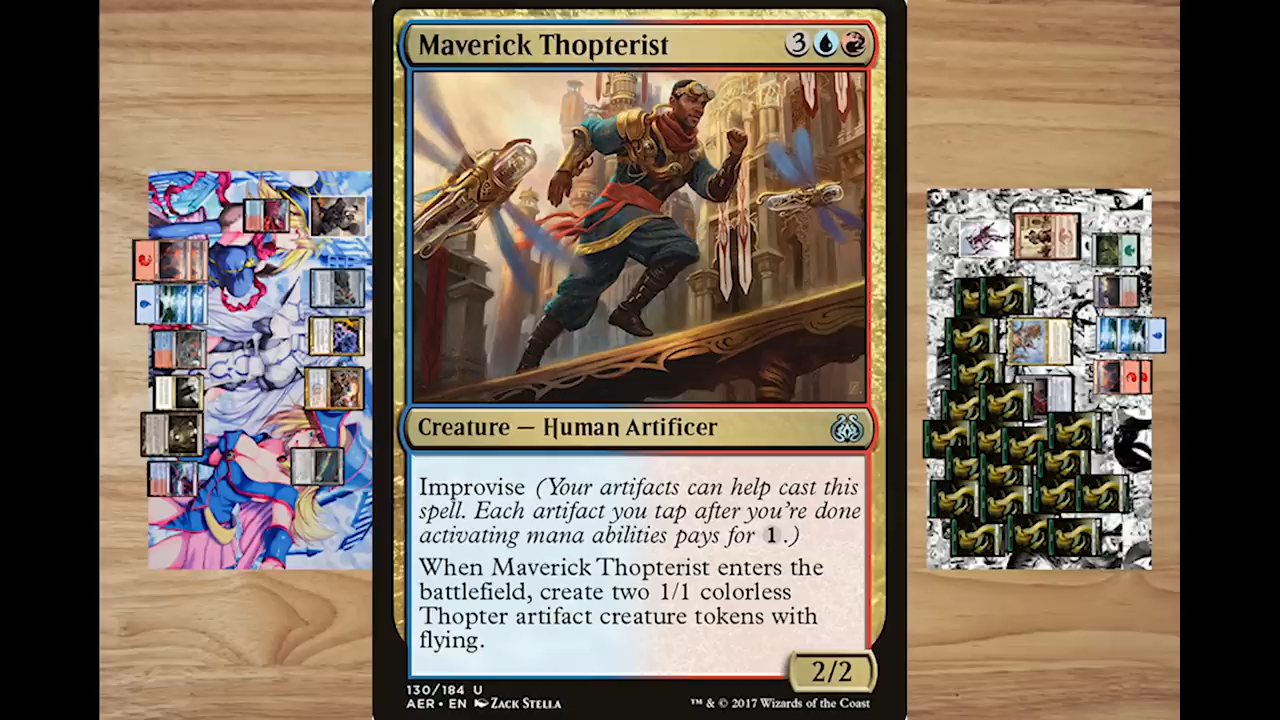 Maverick Thopterist
3
Creature — Human Artificer
Improvise (Your artifacts can help cast this
spell. Each artifact you tap after you're done
activating mana abilities pays for 1.)
When Maverick Thopterist enters the
battlefield, create two 1/1 colorless
Thopter artifact creature tokens with
flying.
2/2
130/184 U
AER • EN Zack Stella
™ & © 2017 Wizards of the Coast